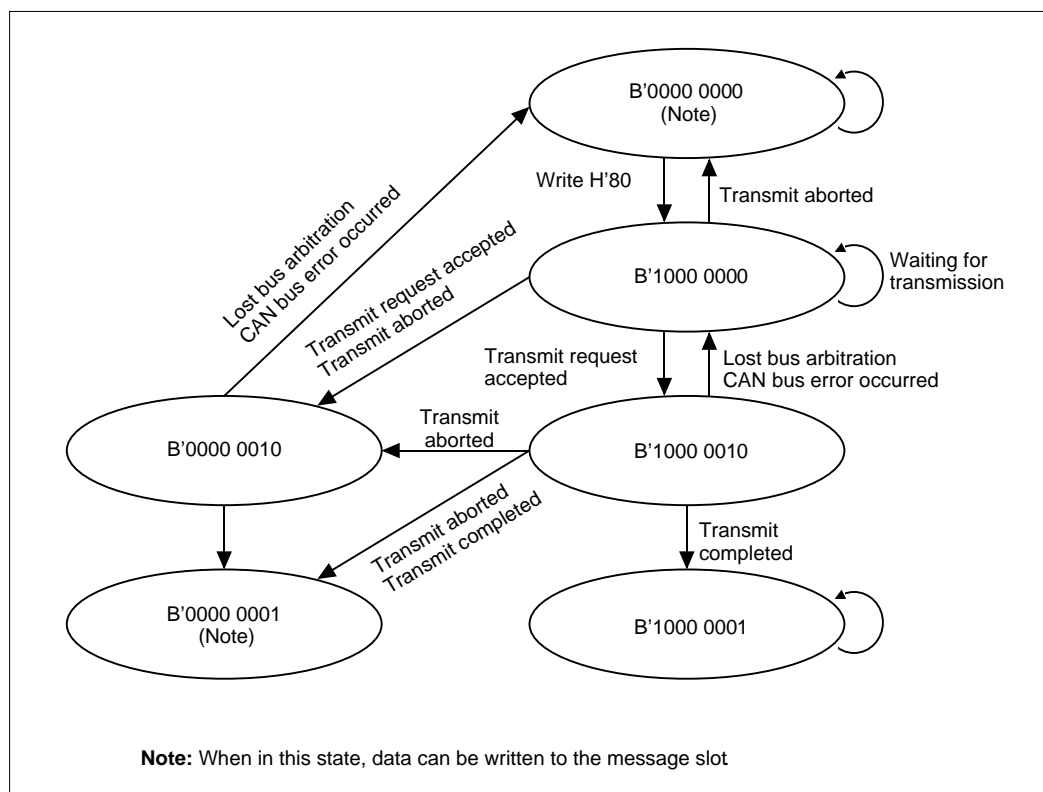 B'0000 0000
(Note)
Write H'80
Transmit aborted
Lost bus arbitration
CAN bus error occurred
Transmit request accepted
Transmit aborted
B'1000 0000
Waiting for
transmission
Transmit request
accepted
Lost bus arbitration
CAN bus error occurred
B'0000 0010
Transmit
aborted
B'1000 0010
Transmit aborted
Transmit completed
Transmit
completed
B'0000 0001
(Note)
B'1000 0001
Note: When in this state, data can be written to the message slot.